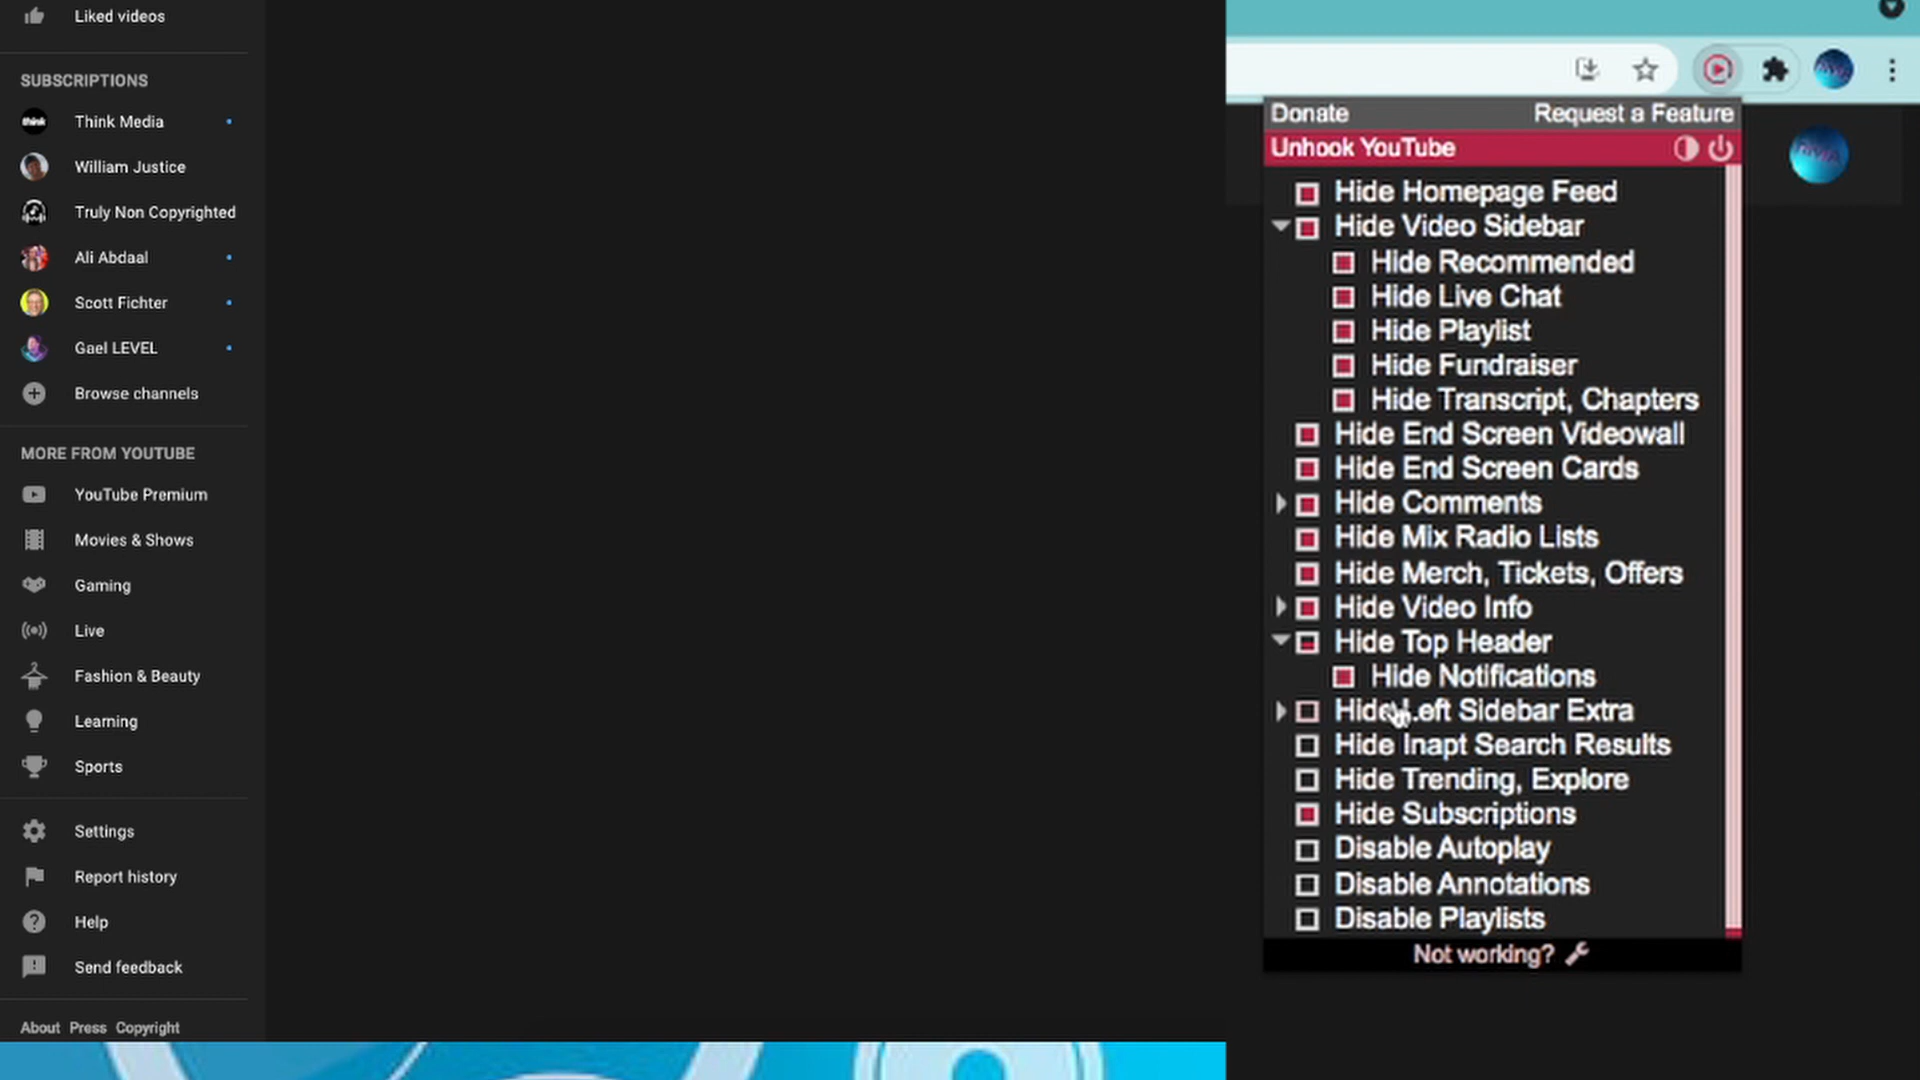 Liked videos
SUBSCRIPTIONS
think
Think Media
William Justice
Truly Non Copyrighted
Ali Abdaal
Scott Fichter
Gael LEVEL
Browse channels
MORE FROM YOUTUBE
YouTube Premium
Movies & Shows
Gaming
Live
Fashion & Beauty
Learning
Sports
Settings
Report history
Help
Send feedback
About Press Copyright
Donate Request a Feature
Unhook YouTube
Hide Homepage Feed
Hide Video Sidebar
Hide Recommended
Hide Live Chat
Hide Playlist
Hide Fundraiser
Hide Transcript, Chapters
Hide End Screen Videowall
Hide End Screen Cards
Hide Comments
Hide Mix Radio Lists
Hide Merch, Tickets, Offers
Hide Video Info
Hide Top Header
Hide Notifications
Hide Left Sidebar Extra
Hide Inapt Search Results
Hide Trending, Explore
Hide Subscriptions
Disable Autoplay
Disable Annotations
Disable Playlists
Not working?